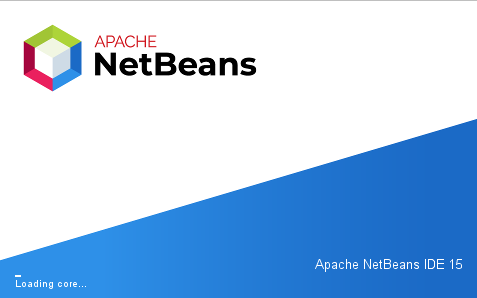 APACHE
NetBeans
Apache NetBeans IDE 15
Loading core...